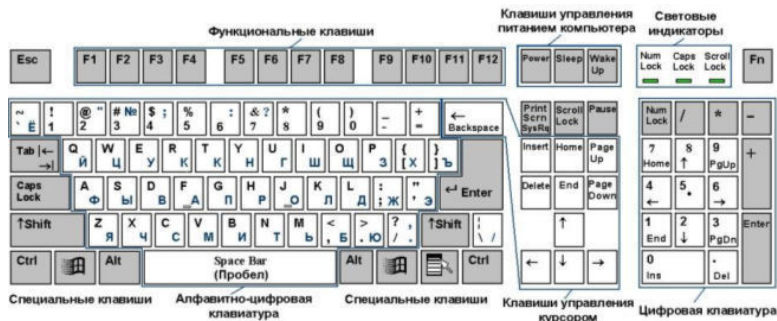 Функциональные клавиши
Клавиши управления
питанием компьютера
Световые
индикаторы
Esc F1 F2 F3 F4 F5 F6 F7 F8 F9 F10 F11 F12 Power Sleep Wake Up Num Lock Caps Lock Scroll Lock Fn
~ ` Ё ! 1 @ " 2 # № 3 $ ; 4 % 5 : 6 & ? 7 * 8 ( 9 ) 0 _ - + = ← Backspace Print Scrn SysRq Scroll Lock Pause Num Lock / * -
Tab |← →| Q Й W Ц E У R К T К Y Н U Г I Ш O Щ P З { [ Х } ] Ъ Insert Home Page Up 7 Home 8 ↑ 9 PgUp +
Caps Lock A Ф S Ы D В F _А G П H Р J _О K Л L Д : ; Ж " ' Э ↵ Enter Delete End Page Down 4 ← 5 . 6 →
↑Shift Z Я X Ч C С V М B И N Т M Ь < , Б > . Ю ? , / . ↑Shift ¦ \ / ↑ 1 End 2 ↓ 3 PgDn Enter
Ctrl Alt Space Bar (Пробел) Alt Ctrl ← ↓ → 0 Ins . Del
Специальные клавиши
Алфавитно-цифровая
клавиатура
Специальные клавиши
Клавиши управления
курсором
Цифровая клавиатура